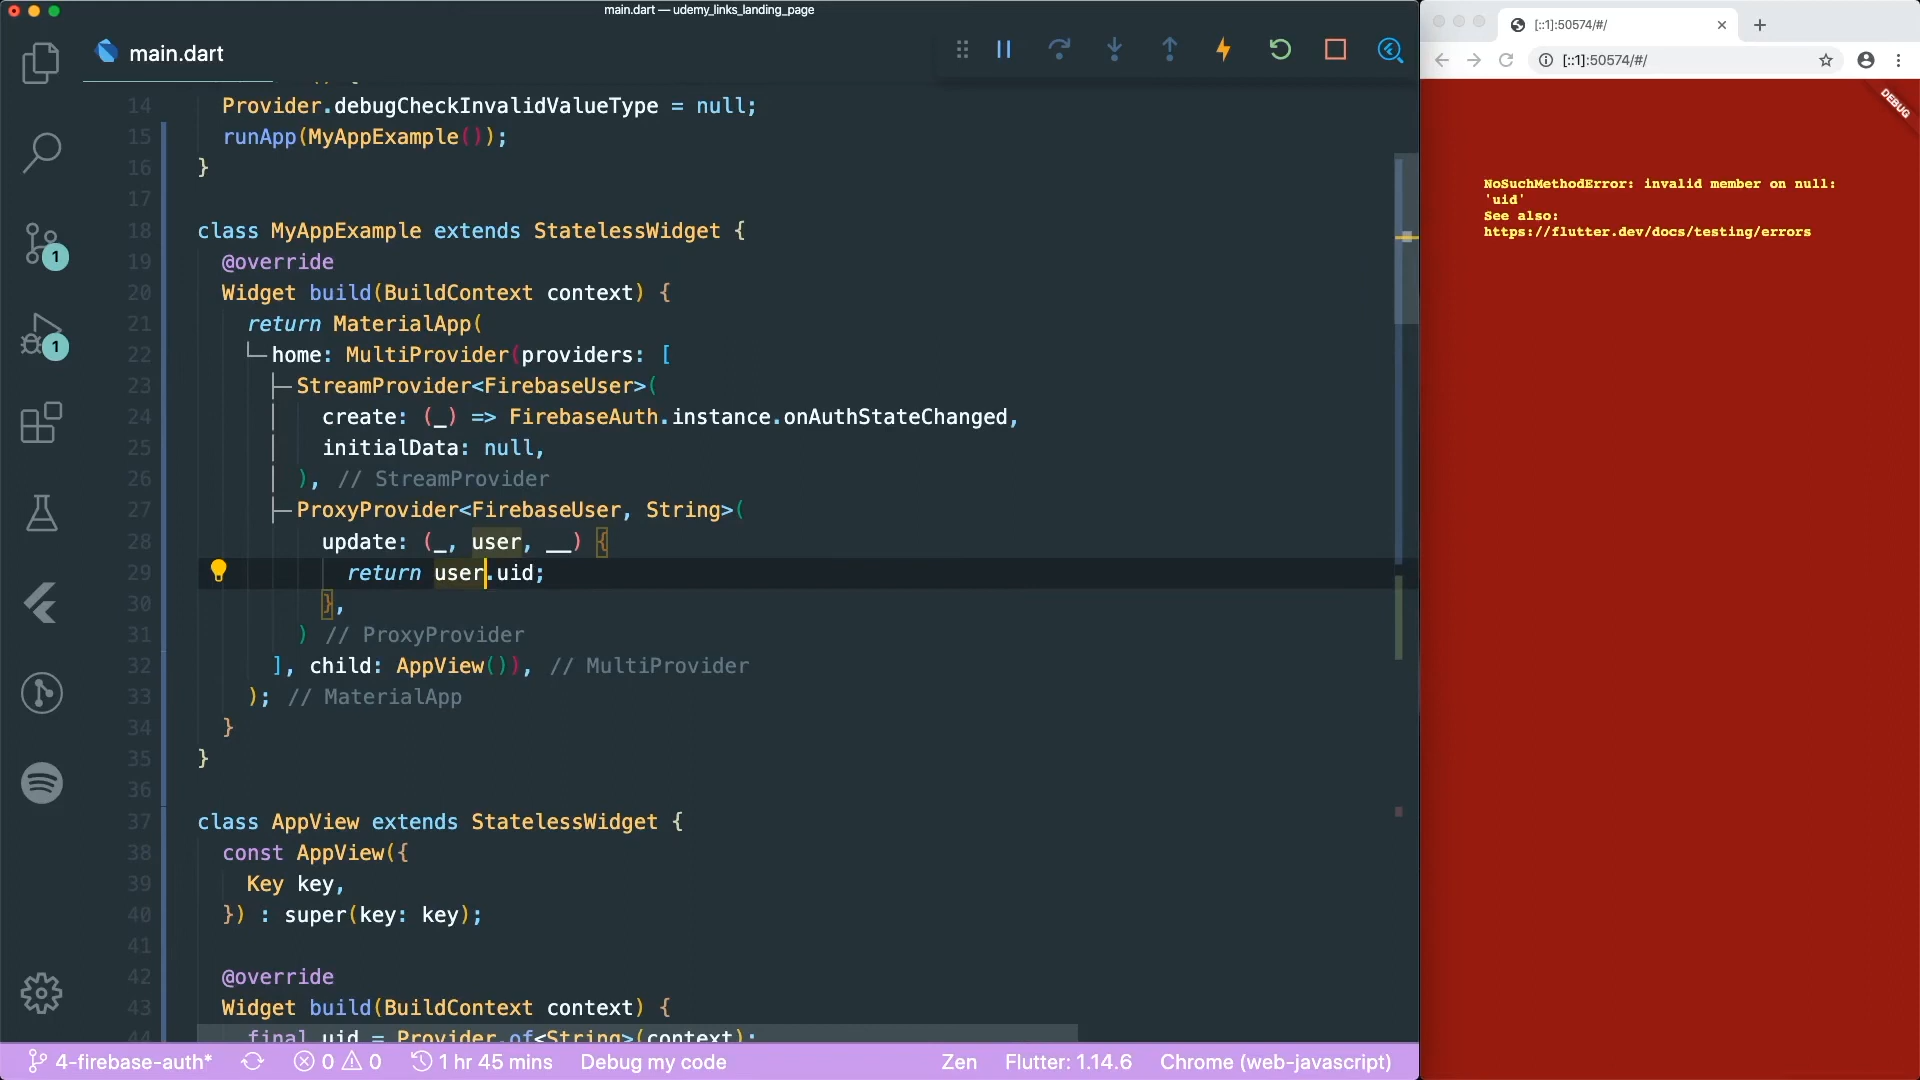 main.dart — udemy_links_landing_page
main.dart
14 Provider.debugCheckInvalidValueType = null;
15 runApp(MyAppExample());
16 }
17
18 class MyAppExample extends StatelessWidget {
19 @override
20 Widget build(BuildContext context) {
21 return MaterialApp(
22 home: MultiProvider(providers: [
23 StreamProvider<FirebaseUser>(
24 create: (_) => FirebaseAuth.instance.onAuthStateChanged,
25 initialData: null,
26 ), // StreamProvider
27 ProxyProvider<FirebaseUser, String>(
28 update: (_, user, __) {
29 return user.uid;
30 },
31 ) // ProxyProvider
32 ], child: AppView()), // MultiProvider
33 ); // MaterialApp
34 }
35 }
36
37 class AppView extends StatelessWidget {
38 const AppView({
39 Key key,
40 }) : super(key: key);
41
42 @override
43 Widget build(BuildContext context) {
44 final uid = Provider.of<String>(context);
1
1
4-firebase-auth* 0 0 1 hr 45 mins Debug my code Zen Flutter: 1.14.6 Chrome (web-javascript)
[::1]:50574/#/
[::1]:50574/#/
DEBUG
NoSuchMethodError: invalid member on null:
'uid'
See also:
https://flutter.dev/docs/testing/errors